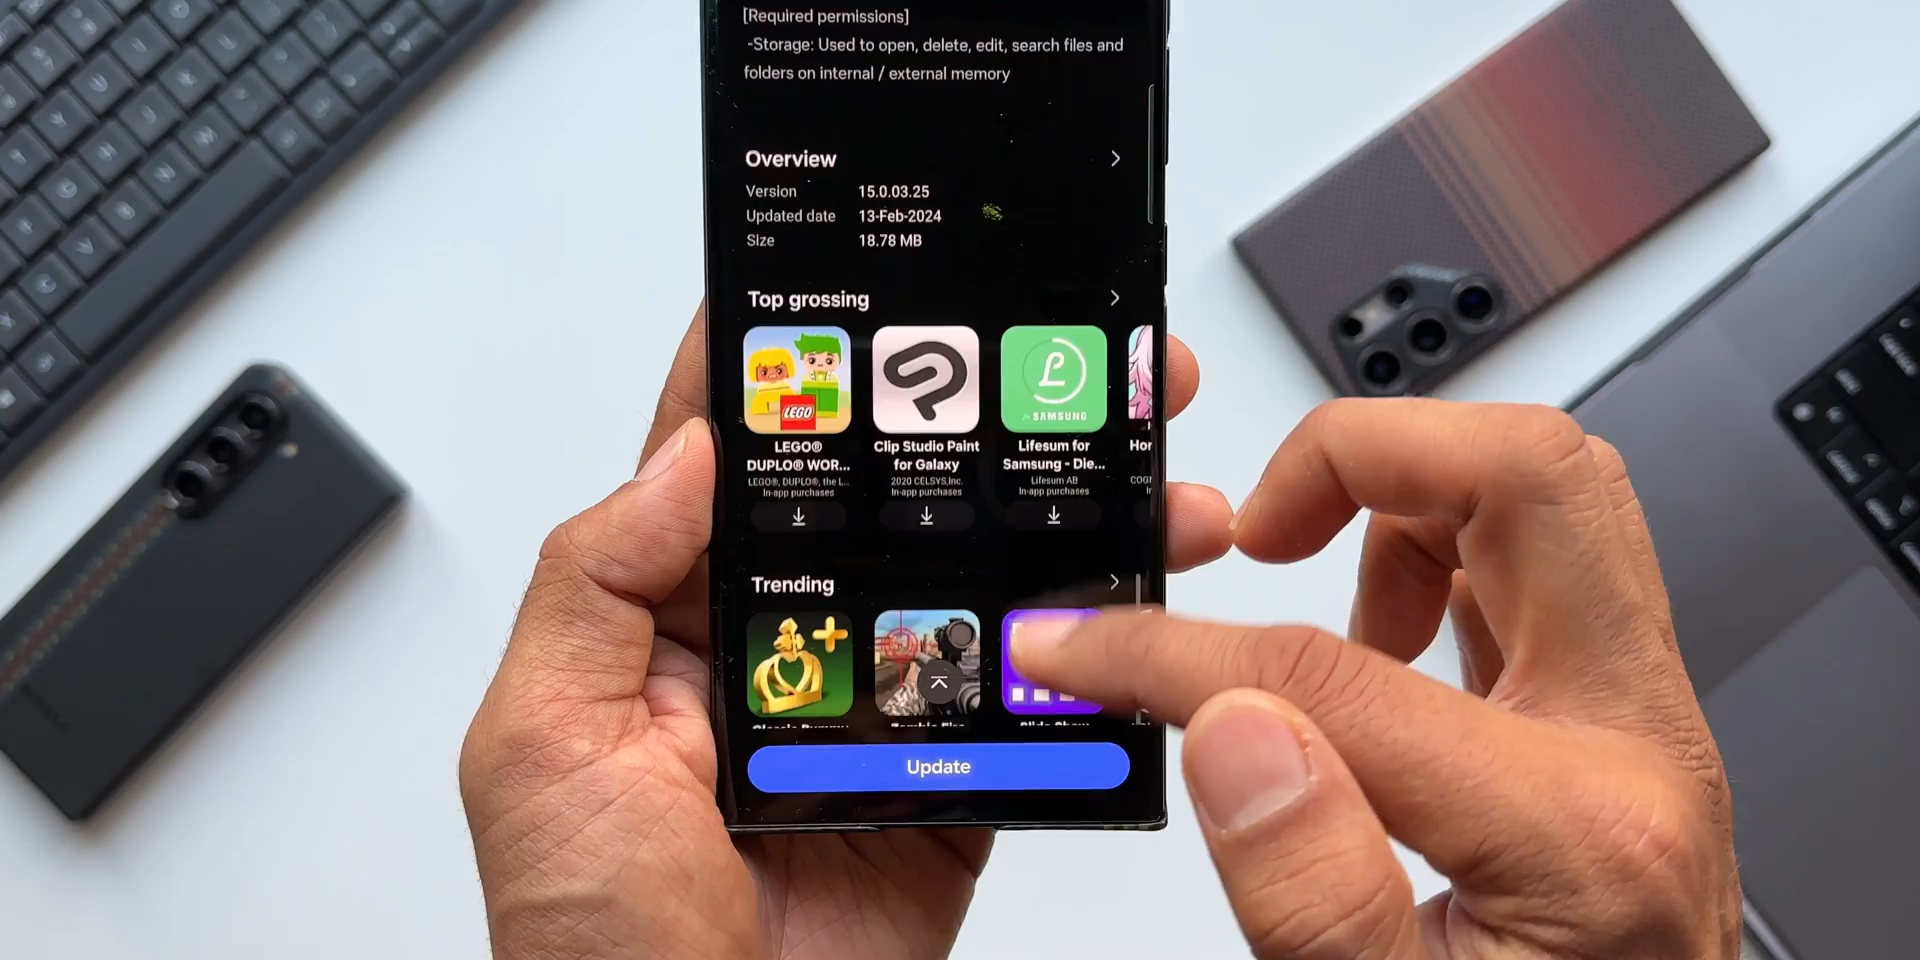 [Required permissions]
-Storage: Used to open, delete, edit, search files and
folders on internal / external memory
Overview
Version 15.0.03.25
Updated date 13-Feb-2024
Size 18.78 MB
Top grossing
LEGO
SAMSUNG
LEGO®
DUPLO® WOR...
LEGO®, DUPLO®, the L...
In-app purchases
Clip Studio Paint
for Galaxy
2020 CELSYS,Inc.
In-app purchases
Lifesum for
Samsung - Die...
Lifesum AB
In-app purchases
Trending
Update